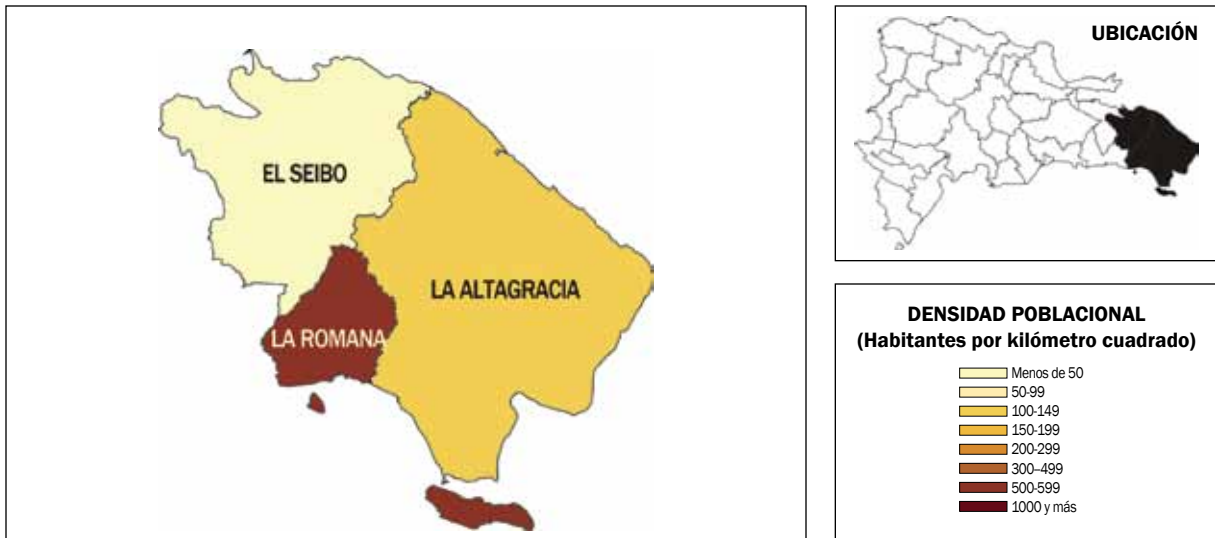 EL SEIBO
LA ALTAGRACIA
LA ROMANA
UBICACIÓN
DENSIDAD POBLACIONAL
(Habitantes por kilómetro cuadrado)
Menos de 50
50-99
100-149
150-199
200-299
300–499
500-599
1000 y más